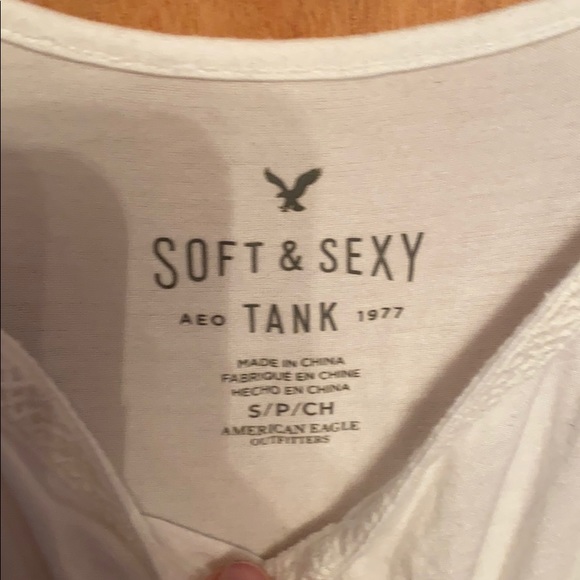 SOFT & SEXY
AEO TANK 1977
MADE IN CHINA
FABRIQUE EN CHINE
HECHO EN CHINA
S/P/CH
AMERICAN EAGLE
OUTFITTERS